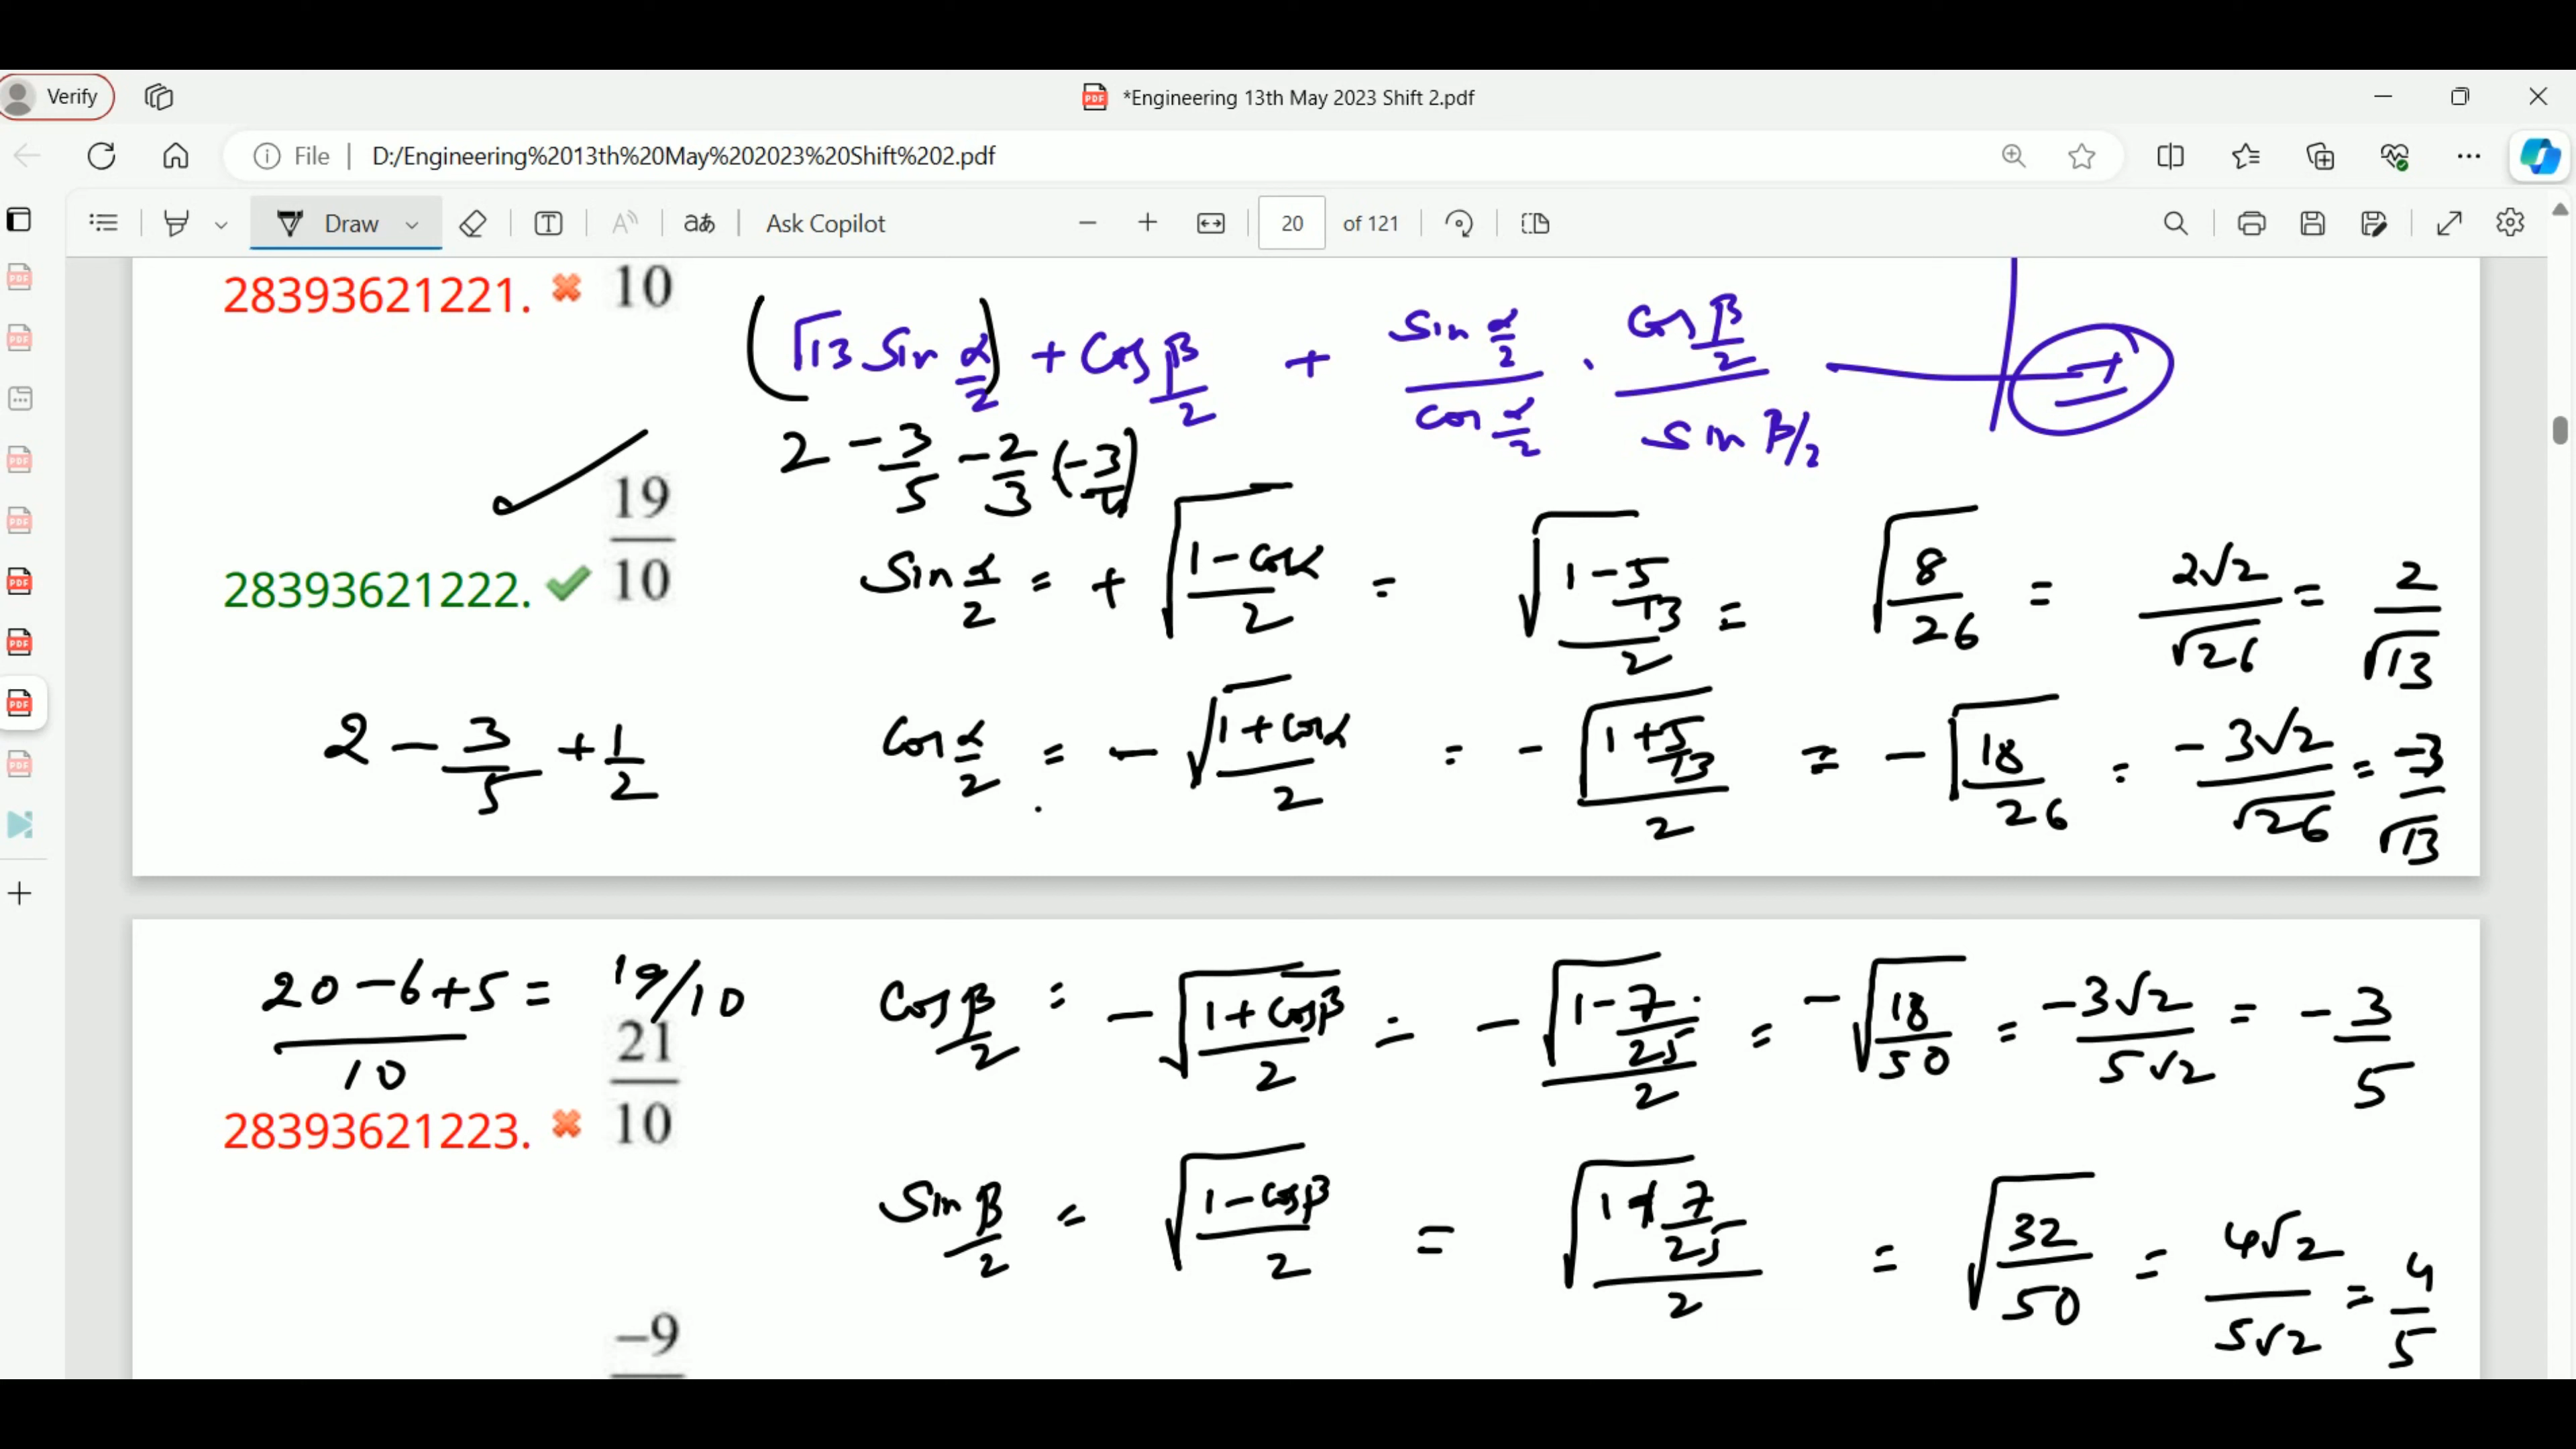 Verify
*Engineering 13th May 2023 Shift 2.pdf
File | D:/Engineering%2013th%20May%202023%20Shift%202.pdf
Draw aあ Ask Copilot − + 20 of 121
28393621221. ✖ 10
(√13 Sin α/2) + Cos β/2 + (Sin α/2)/(cos α/2) · (Cos β/2)/(sin β/2)
2 − 3/5 − 2/3 (−3/4)
28393621222. ✔ 19/10
Sin α/2 = + √((1 − cos α)/2) = √((1 − 5/13)/2) = √(8/26) = 2√2/√26 = 2/√13
2 − 3/5 + 1/2
Cos α/2 = − √((1 + cos α)/2) = − √((1 + 5/13)/2) = − √(18/26) = −3√2/√26 = −3/√13
(20 − 6 + 5)/10 = 19/10
Cos β/2 = − √((1 + cos β)/2) = − √((1 − 7/25)/2) = − √(18/50) = −3√2/5√2 = − 3/5
28393621223. ✖ 21/10
Sin β/2 = √((1 − cos β)/2) = √((1 + 7/25)/2) = √(32/50) = 4√2/5√2 = 4/5
−9